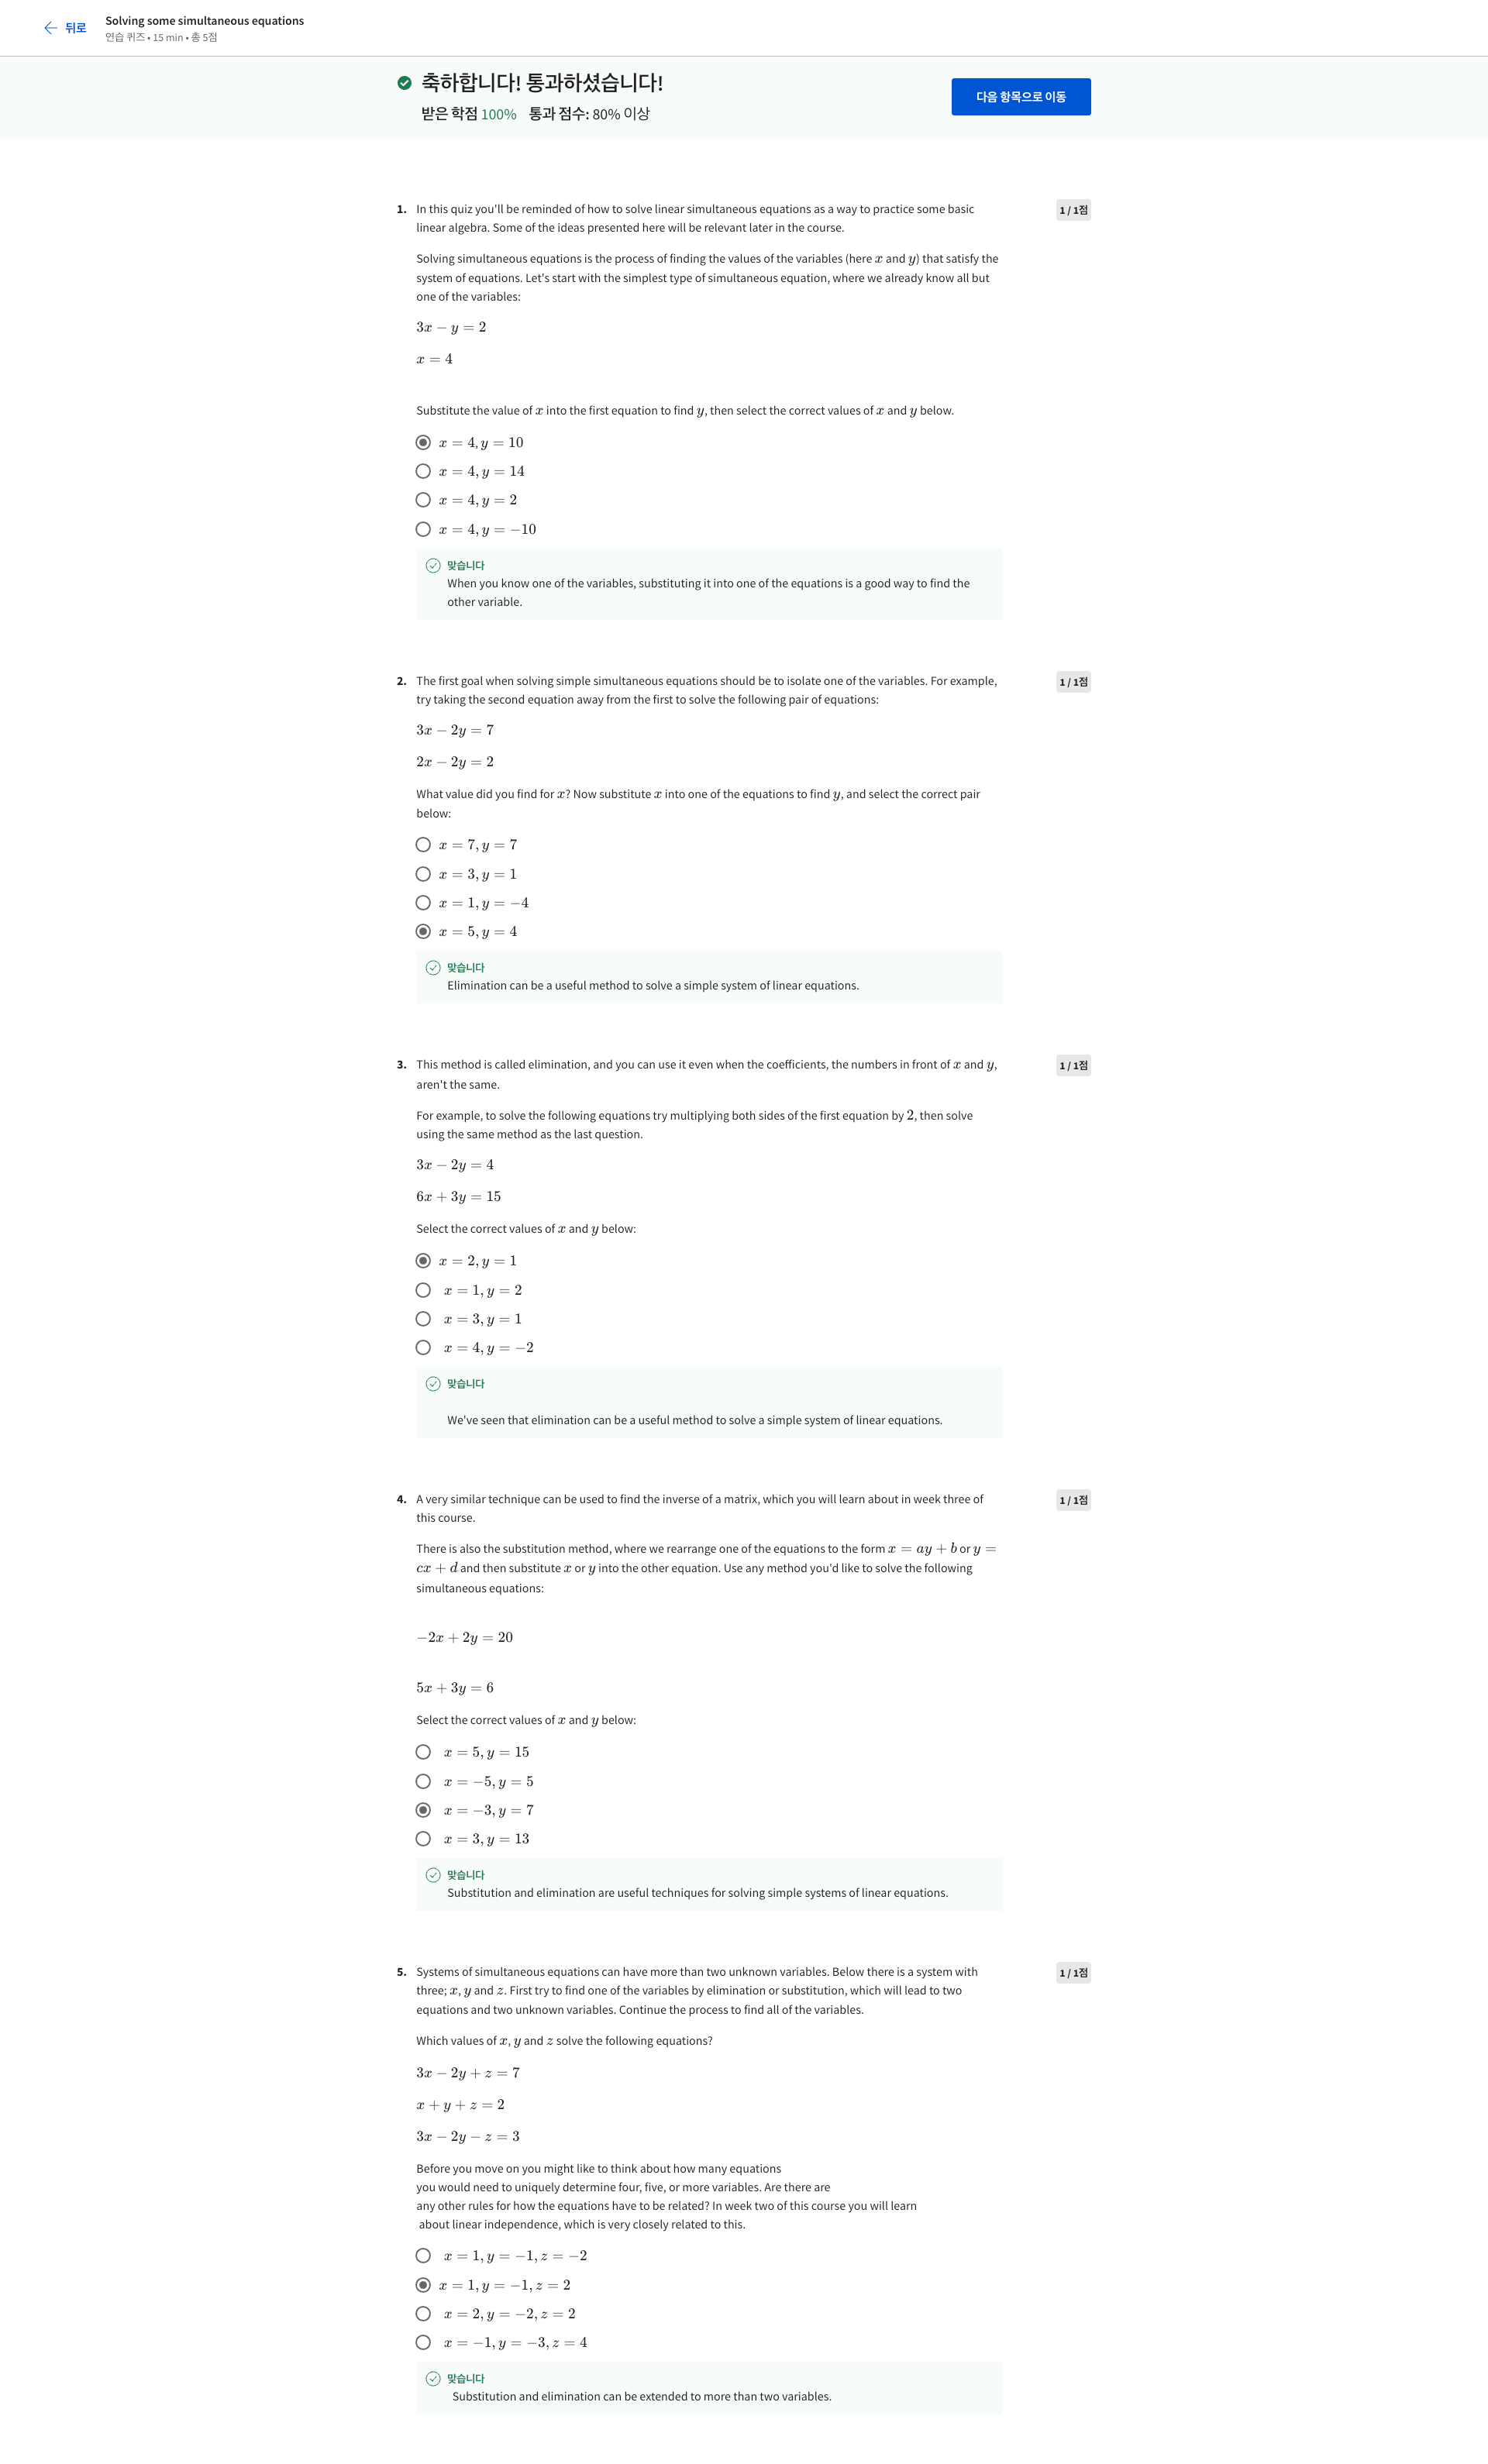 뒤로
Solving some simultaneous equations
연습 퀴즈 • 15 min • 총 5점
축하합니다! 통과하셨습니다!
받은 학점 100% 통과 점수: 80% 이상
다음 항목으로 이동
1. In this quiz you'll be reminded of how to solve linear simultaneous equations as a way to practice some basic
linear algebra. Some of the ideas presented here will be relevant later in the course.
1 / 1점
Solving simultaneous equations is the process of finding the values of the variables (here x and y) that satisfy the
system of equations. Let's start with the simplest type of simultaneous equation, where we already know all but
one of the variables:
3x − y = 2
x = 4
Substitute the value of x into the first equation to find y, then select the correct values of x and y below.
x = 4, y = 10
x = 4, y = 14
x = 4, y = 2
x = 4, y = −10
맞습니다
When you know one of the variables, substituting it into one of the equations is a good way to find the
other variable.
2. The first goal when solving simple simultaneous equations should be to isolate one of the variables. For example,
try taking the second equation away from the first to solve the following pair of equations:
1 / 1점
3x − 2y = 7
2x − 2y = 2
What value did you find for x? Now substitute x into one of the equations to find y, and select the correct pair
below:
x = 7, y = 7
x = 3, y = 1
x = 1, y = −4
x = 5, y = 4
맞습니다
Elimination can be a useful method to solve a simple system of linear equations.
3. This method is called elimination, and you can use it even when the coefficients, the numbers in front of x and y,
aren't the same.
1 / 1점
For example, to solve the following equations try multiplying both sides of the first equation by 2, then solve
using the same method as the last question.
3x − 2y = 4
6x + 3y = 15
Select the correct values of x and y below:
x = 2, y = 1
x = 1, y = 2
x = 3, y = 1
x = 4, y = −2
맞습니다
We've seen that elimination can be a useful method to solve a simple system of linear equations.
4. A very similar technique can be used to find the inverse of a matrix, which you will learn about in week three of
this course.
1 / 1점
There is also the substitution method, where we rearrange one of the equations to the form x = ay + b or y =
cx + d and then substitute x or y into the other equation. Use any method you'd like to solve the following
simultaneous equations:
−2x + 2y = 20
5x + 3y = 6
Select the correct values of x and y below:
x = 5, y = 15
x = −5, y = 5
x = −3, y = 7
x = 3, y = 13
맞습니다
Substitution and elimination are useful techniques for solving simple systems of linear equations.
5. Systems of simultaneous equations can have more than two unknown variables. Below there is a system with
three; x, y and z. First try to find one of the variables by elimination or substitution, which will lead to two
equations and two unknown variables. Continue the process to find all of the variables.
1 / 1점
Which values of x, y and z solve the following equations?
3x − 2y + z = 7
x + y + z = 2
3x − 2y − z = 3
Before you move on you might like to think about how many equations
you would need to uniquely determine four, five, or more variables. Are there are
any other rules for how the equations have to be related? In week two of this course you will learn
about linear independence, which is very closely related to this.
x = 1, y = −1, z = −2
x = 1, y = −1, z = 2
x = 2, y = −2, z = 2
x = −1, y = −3, z = 4
맞습니다
Substitution and elimination can be extended to more than two variables.